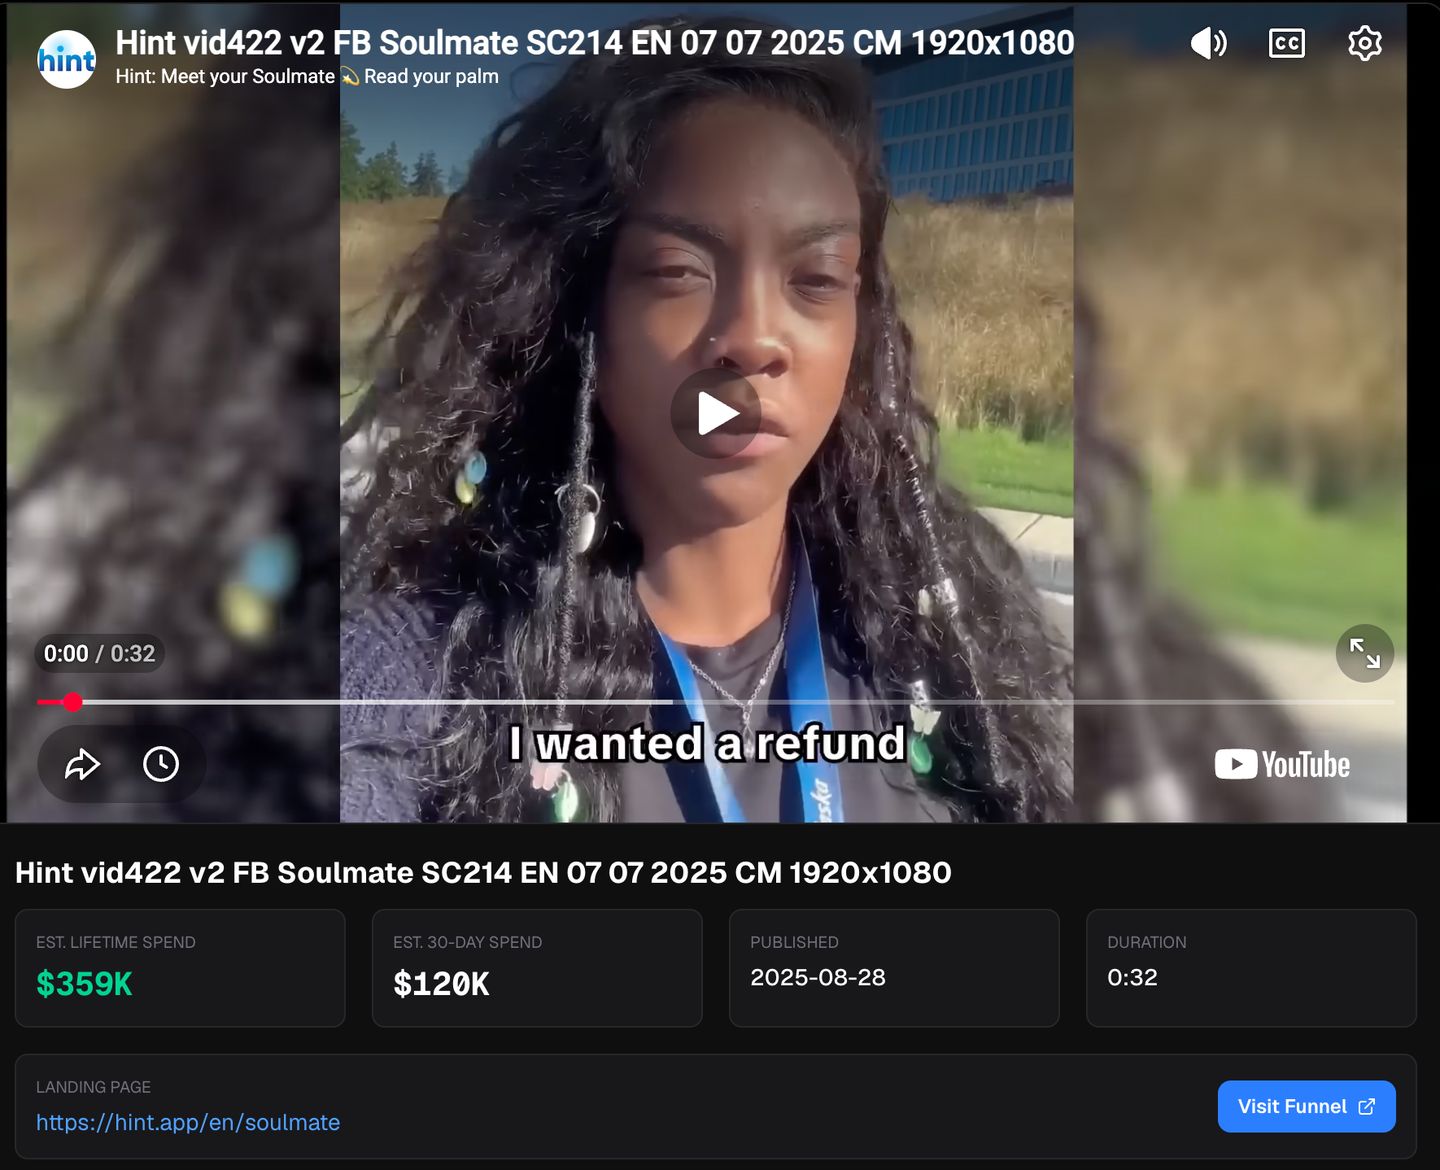 hint
Hint vid422 v2 FB Soulmate SC214 EN 07 07 2025 CM 1920x1080
Hint: Meet your Soulmate 💫 Read your palm
CC
0:00 / 0:32
I wanted a refund
YouTube
Hint vid422 v2 FB Soulmate SC214 EN 07 07 2025 CM 1920x1080
EST. LIFETIME SPEND
$359K
EST. 30-DAY SPEND
$120K
PUBLISHED
2025-08-28
DURATION
0:32
LANDING PAGE
https://hint.app/en/soulmate
Visit Funnel